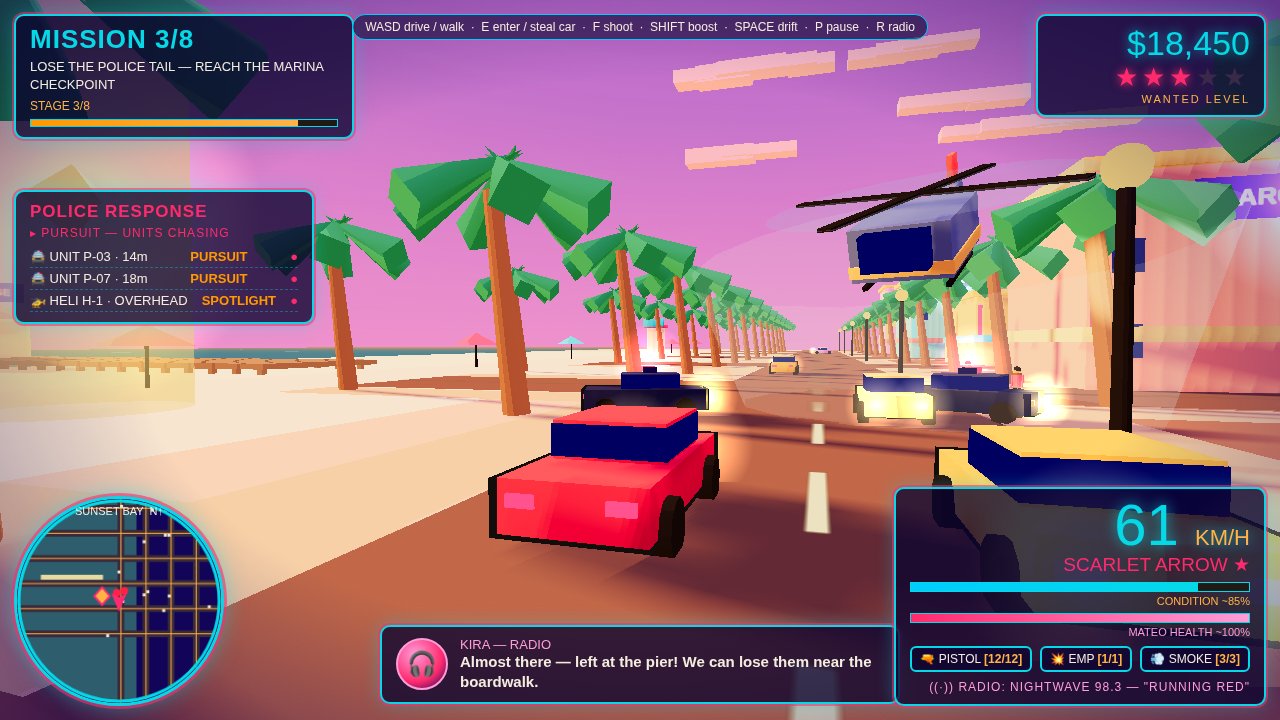 MISSION 3/8
LOSE THE POLICE TAIL — REACH THE MARINA
CHECKPOINT
STAGE 3/8
WASD drive / walk · E enter / steal car · F shoot · SHIFT boost · SPACE drift · P pause · R radio
$18,450
★★★★★
WANTED LEVEL
POLICE RESPONSE
▸ PURSUIT — UNITS CHASING
UNIT P-03 · 14m PURSUIT
UNIT P-07 · 18m PURSUIT
HELI H-1 · OVERHEAD SPOTLIGHT
SUNSET BAY N↑
KIRA — RADIO
Almost there — left at the pier! We can lose them near the
boardwalk.
61 KM/H
SCARLET ARROW ★
CONDITION ~85%
MATEO HEALTH ~100%
PISTOL [12/12] EMP [1/1] SMOKE [3/3]
((·)) RADIO: NIGHTWAVE 98.3 — "RUNNING RED"